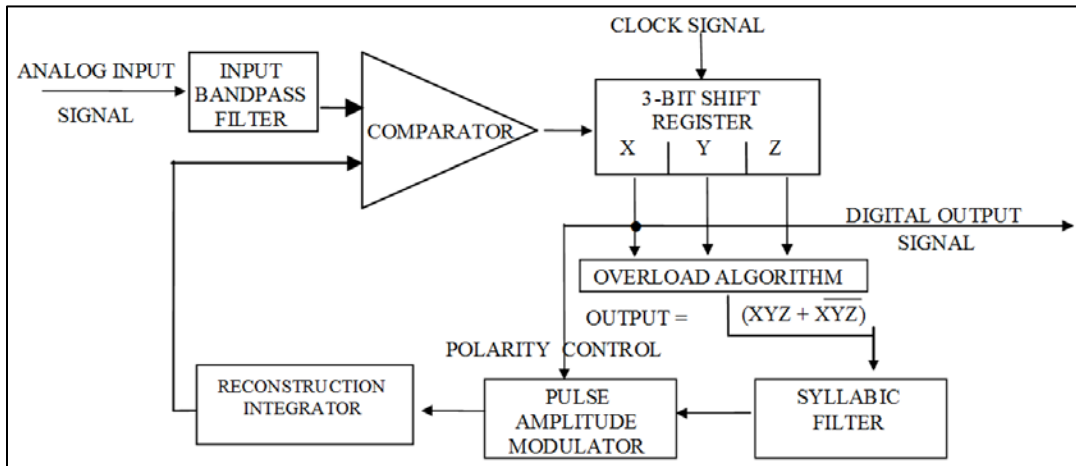 CLOCK SIGNAL
ANALOG INPUT
SIGNAL
INPUT
BANDPASS
FILTER
COMPARATOR
3-BIT SHIFT
REGISTER
X Y Z
DIGITAL OUTPUT
SIGNAL
OVERLOAD ALGORITHM
OUTPUT = (XYZ + X̅Y̅Z̅)
POLARITY CONTROL
RECONSTRUCTION
INTEGRATOR
PULSE
AMPLITUDE
MODULATOR
SYLLABIC
FILTER